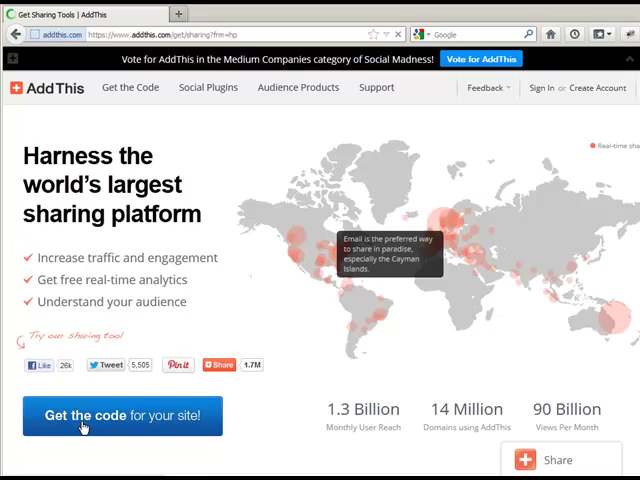 Get Sharing Tools | AddThis
addthis.com
https://www.addthis.com/get/sharing?frm=hp
Google
Vote for AddThis in the Medium Companies category of Social Madness!
Vote for AddThis
AddThis
Get the Code
Social Plugins
Audience Products
Support
Feedback
Sign In or Create Account
Harness the
world's largest
sharing platform
Real-time sha
Email is the preferred way
to share in paradise,
especially the Cayman
Islands.
Increase traffic and engagement
Get free real-time analytics
Understand your audience
Try our sharing tool
Like
26k
Tweet
5,505
Pin it
Share
1.7M
Get the code for your site!
1.3 Billion
Monthly User Reach
14 Million
Domains using AddThis
90 Billion
Views Per Month
Share